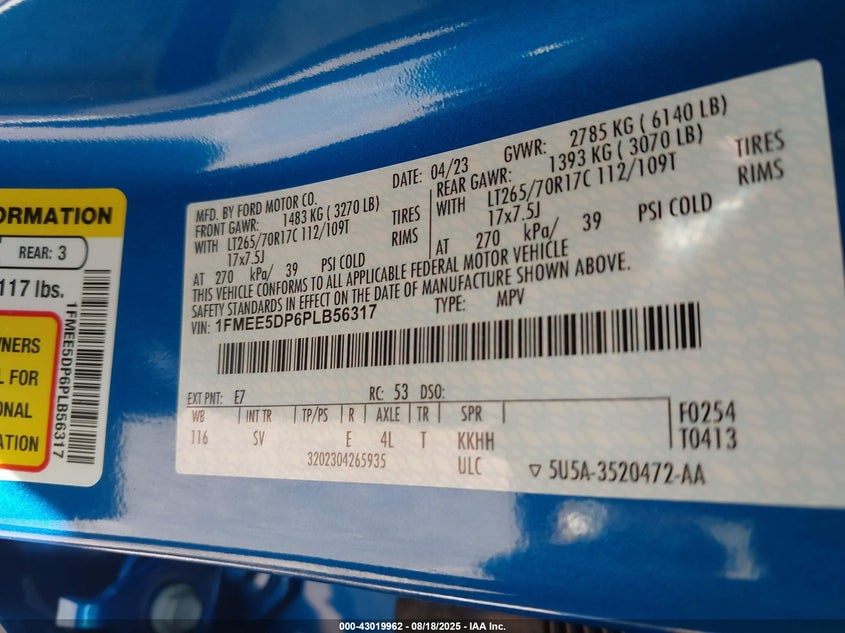 ORMATION
REAR: 3
117 lbs.
NERS
L FOR
ONAL
ATION
1FMEE5DP6PLB56317
MFD. BY FORD MOTOR CO.
DATE: 04/23
GVWR: 2785 KG ( 6140 LB)
FRONT GAWR: 1483 KG ( 3270 LB)
REAR GAWR: 1393 KG ( 3070 LB)
WITH LT265/70R17C 112/109T TIRES
WITH LT265/70R17C 112/109T TIRES
17x7.5J RIMS
17x7.5J RIMS
AT 270 kPa/ 39 PSI COLD
AT 270 kPa/ 39 PSI COLD
THIS VEHICLE CONFORMS TO ALL APPLICABLE FEDERAL MOTOR VEHICLE
SAFETY STANDARDS IN EFFECT ON THE DATE OF MANUFACTURE SHOWN ABOVE.
VIN: 1FMEE5DP6PLB56317 TYPE: MPV
EXT PNT: E7 RC: 53 DSO:
WB INT TR TP/PS R AXLE TR SPR
116 SV E 4L T KKHH
F0254
T0413
3202304265935 ULC
▽ 5U5A-3520472-AA
000-43019962 - 08/18/2025 - IAA Inc.